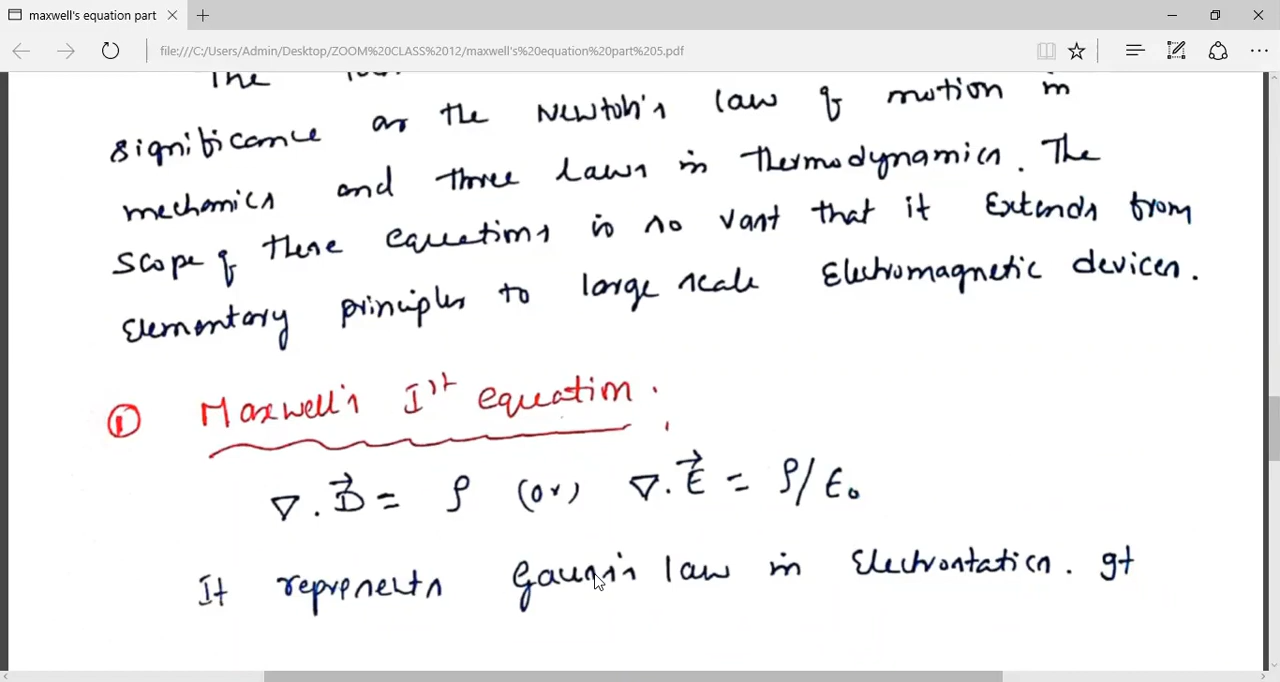 maxwell's equation part
file:///C:/Users/Admin/Desktop/ZOOM%20CLASS%2012/maxwell's%20equation%20part%205.pdf
The
significance as the Newton's law of motion in
mechanics and three laws in thermodynamics. The
scope of these equations is so vast that it Extends from
Elementary principles to large scale Electromagnetic devices.
① Maxwell's Ist equation.
∇.D⃗ = ρ (or) ∇.E⃗ = ρ/ε₀
It represents Gauss's law in Electrostatics. It